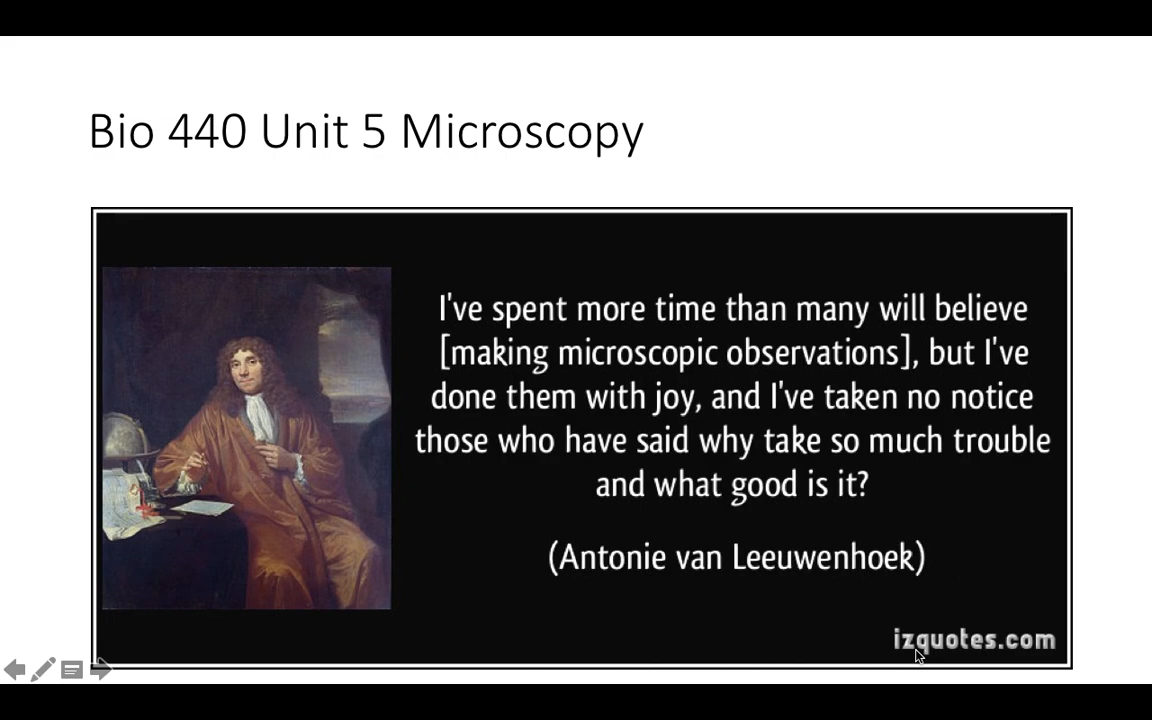 Bio 440 Unit 5 Microscopy
I've spent more time than many will believe
[making microscopic observations], but I've
done them with joy, and I've taken no notice
those who have said why take so much trouble
and what good is it?
(Antonie van Leeuwenhoek)
izquotes.com